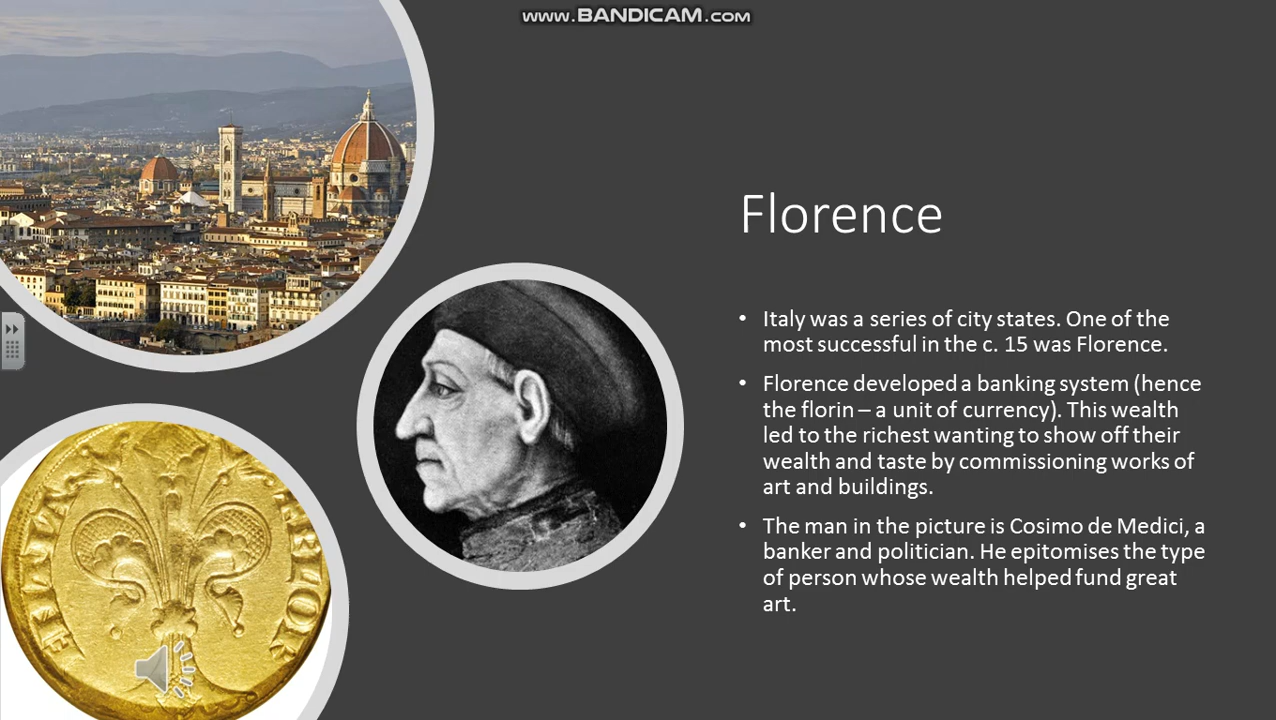 www.BANDICAM.com
Florence
• Italy was a series of city states. One of the
most successful in the c. 15 was Florence.
• Florence developed a banking system (hence
the florin – a unit of currency). This wealth
led to the richest wanting to show off their
wealth and taste by commissioning works of
art and buildings.
• The man in the picture is Cosimo de Medici, a
banker and politician. He epitomises the type
of person whose wealth helped fund great
art.